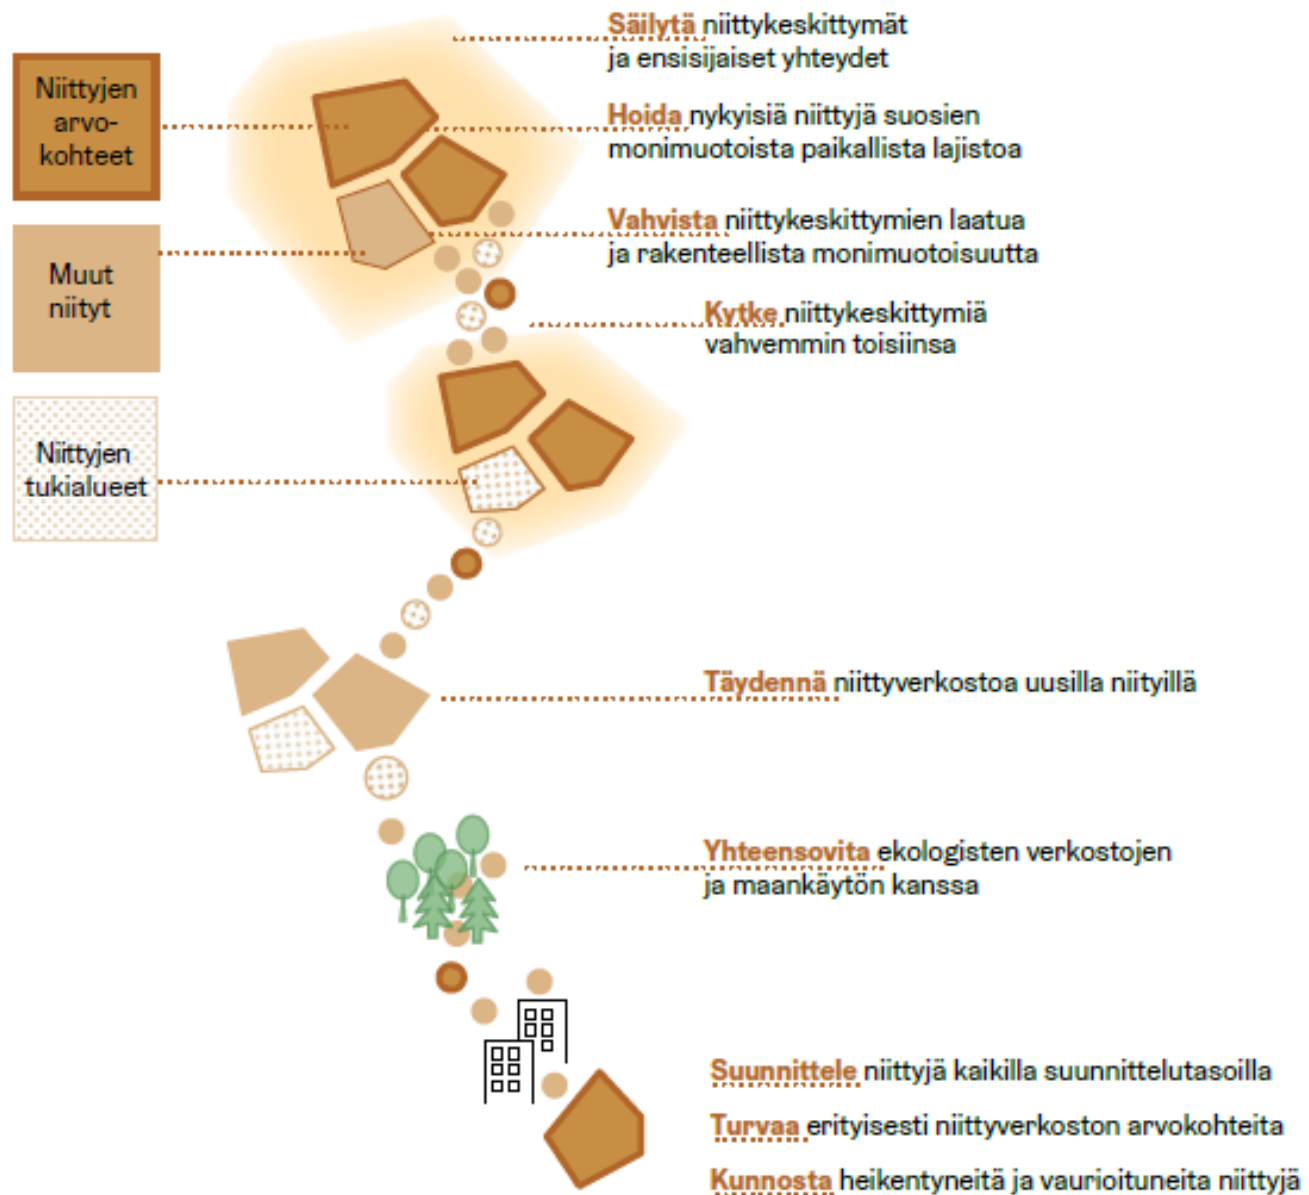 Niittyjen
arvo-
kohteet
Muut
niityt
Niittyjen
tukialueet
Säilytä niittykeskittymät
ja ensisijaiset yhteydet
Hoida nykyisiä niittyjä suosien
monimuotoista paikallista lajistoa
Vahvista niittykeskittymien laatua
ja rakenteellista monimuotoisuutta
Kytke niittykeskittymiä
vahvemmin toisiinsa
Täydennä niittyverkostoa uusilla niityillä
Yhteensovita ekologisten verkostojen
ja maankäytön kanssa
Suunnittele niittyjä kaikilla suunnittelutasoilla
Turvaa erityisesti niittyverkoston arvokohteita
Kunnosta heikentyneitä ja vaurioituneita niittyjä